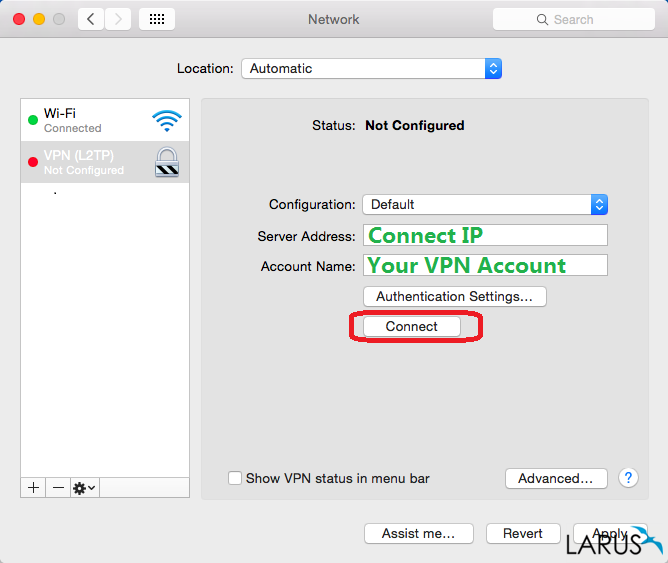 Network
Search
Location: Automatic
Wi-Fi
Connected
VPN (L2TP)
Not Configured
Status: Not Configured
Configuration: Default
Server Address: Connect IP
Account Name: Your VPN Account
Authentication Settings...
Connect
Show VPN status in menu bar
Advanced...
?
Assist me...
Revert
Apply
LARUS